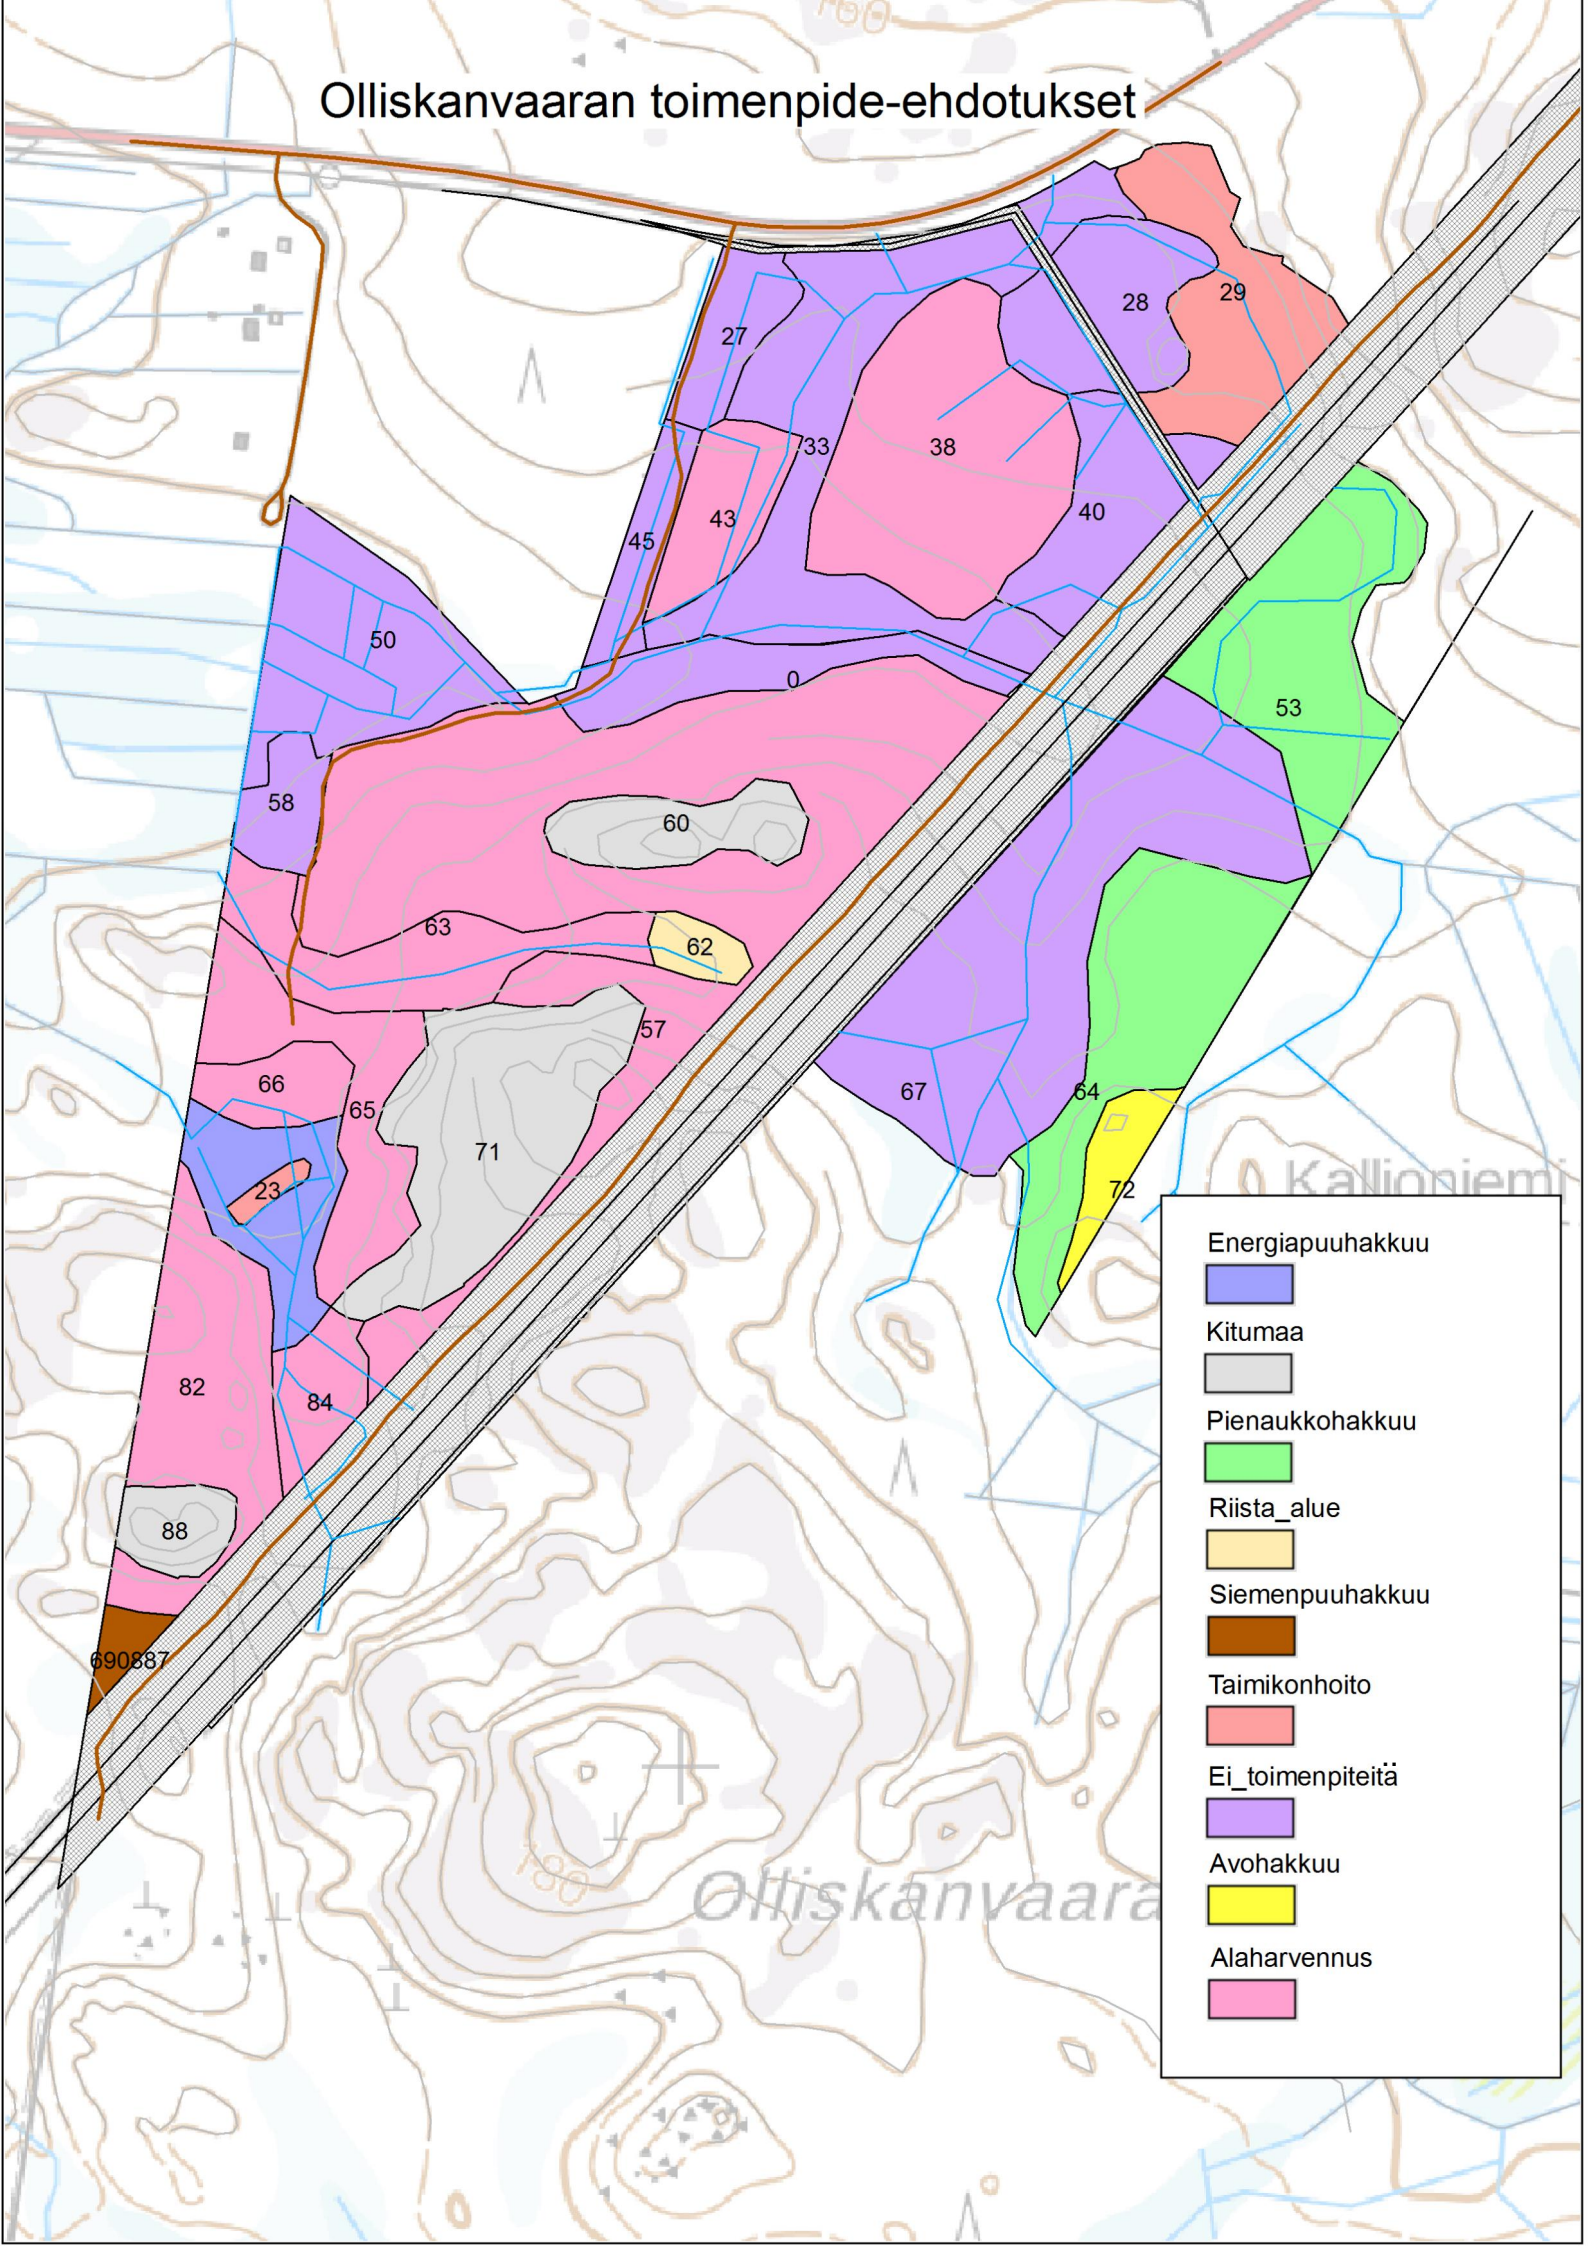 160
Olliskanvaaran toimenpide-ehdotukset
29
28
27
33
38
43
40
45
50
0
53
58
60
63
62
57
66
64
67
65
71
23
72
Kallioniemi
82
84
88
690887
180
Olliskanvaara
Energiapuuhakkuu
Kitumaa
Pienaukkohakkuu
Riista_alue
Siemenpuuhakkuu
Taimikonhoito
Ei_toimenpiteitä
Avohakkuu
Alaharvennus